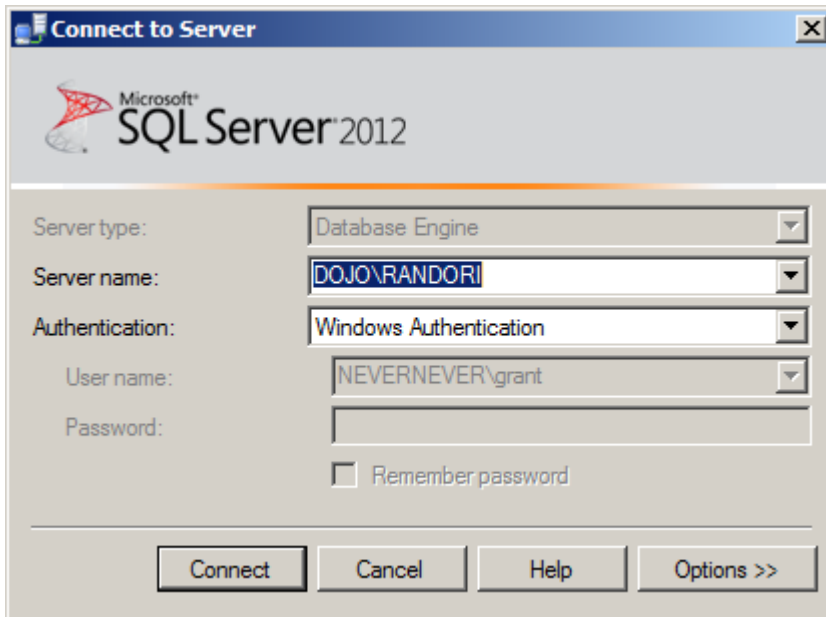 Connect to Server
Microsoft®
SQL Server® 2012
Server type: Database Engine
Server name: DOJO\RANDORI
Authentication: Windows Authentication
User name: NEVERNEVER\grant
Password:
Remember password
Connect Cancel Help Options >>